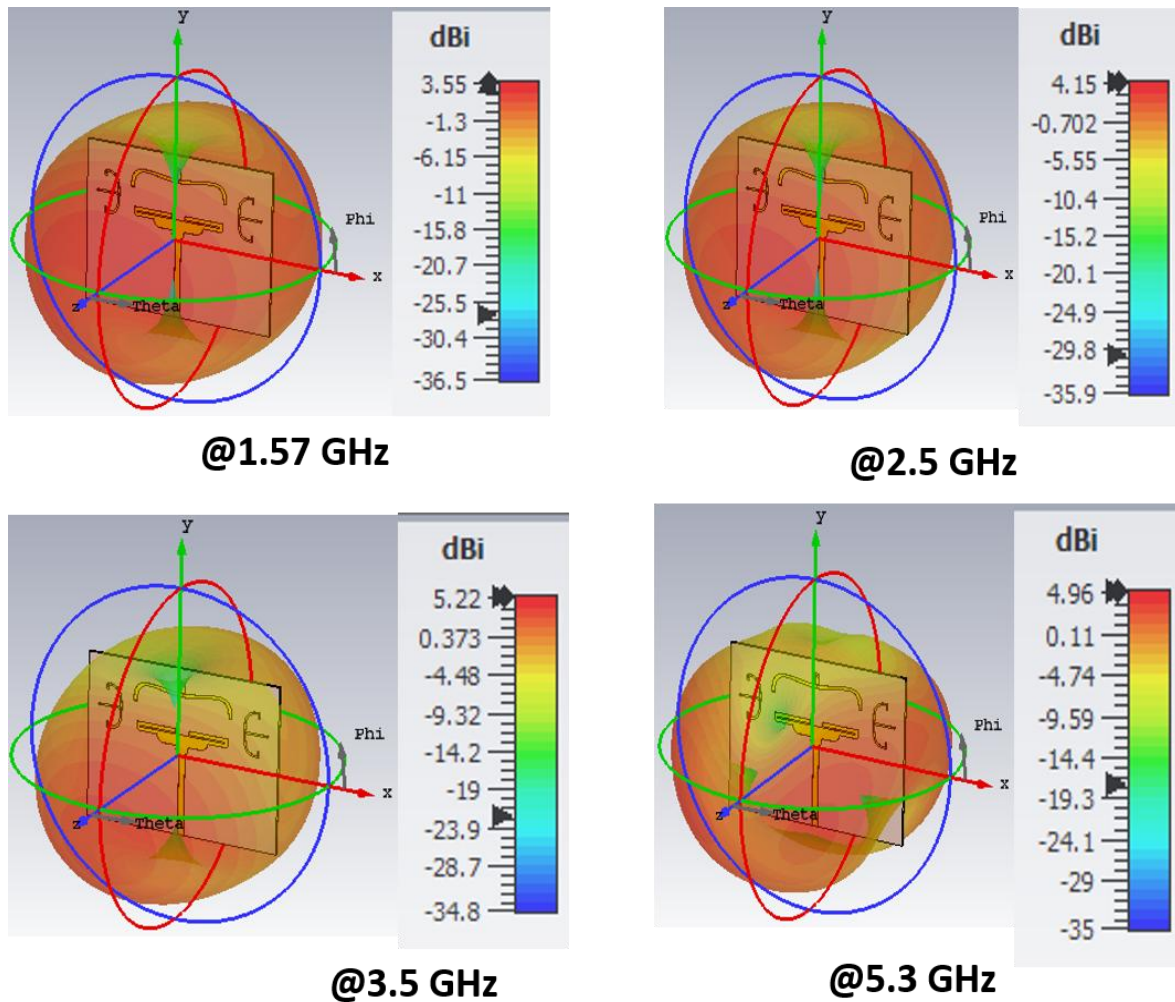 y
dBi
3.55
-1.3
-6.15
-11
-15.8
-20.7
-25.5
-30.4
-36.5
Phi
x
z
Theta
@1.57 GHz
y
dBi
4.15
-0.702
-5.55
-10.4
-15.2
-20.1
-24.9
-29.8
-35.9
Phi
x
z
Theta
@2.5 GHz
y
dBi
5.22
0.373
-4.48
-9.32
-14.2
-19
-23.9
-28.7
-34.8
Phi
x
z
Theta
@3.5 GHz
y
dBi
4.96
0.11
-4.74
-9.59
-14.4
-19.3
-24.1
-29
-35
Phi
x
z
Theta
@5.3 GHz